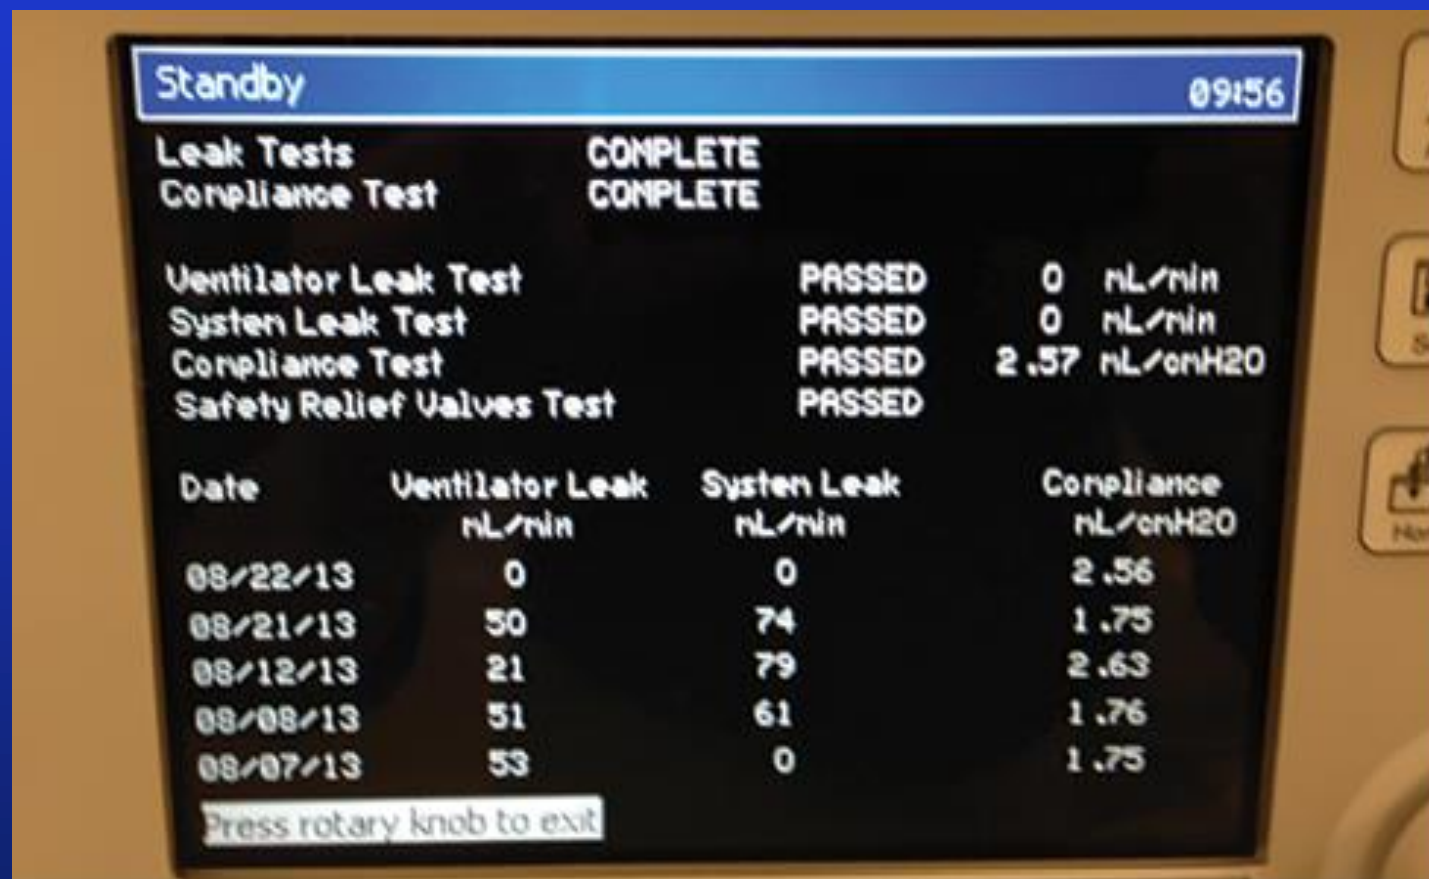 Standby 09:56
Leak Tests COMPLETE
Compliance Test COMPLETE
Ventilator Leak Test PASSED 0 mL/min
System Leak Test PASSED 0 mL/min
Compliance Test PASSED 2.57 mL/cmH2O
Safety Relief Valves Test PASSED
Date Ventilator Leak System Leak Compliance
mL/min mL/min mL/cmH2O
08/22/13 0 0 2.56
08/21/13 50 74 1.75
08/12/13 21 79 2.63
08/08/13 51 61 1.76
08/07/13 53 0 1.75
Press rotary knob to exit